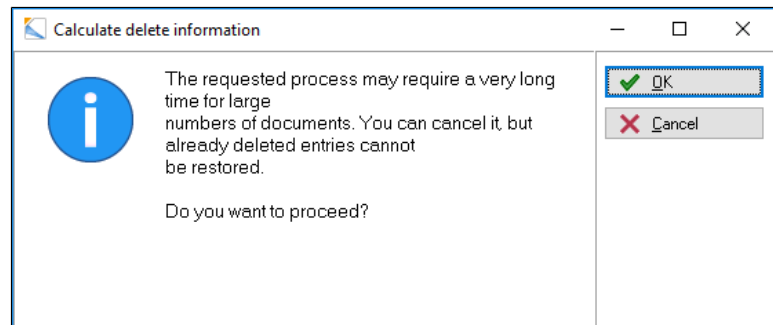 Calculate delete information
The requested process may require a very long
time for large
numbers of documents. You can cancel it, but
already deleted entries cannot
be restored.
Do you want to proceed?
OK
Cancel